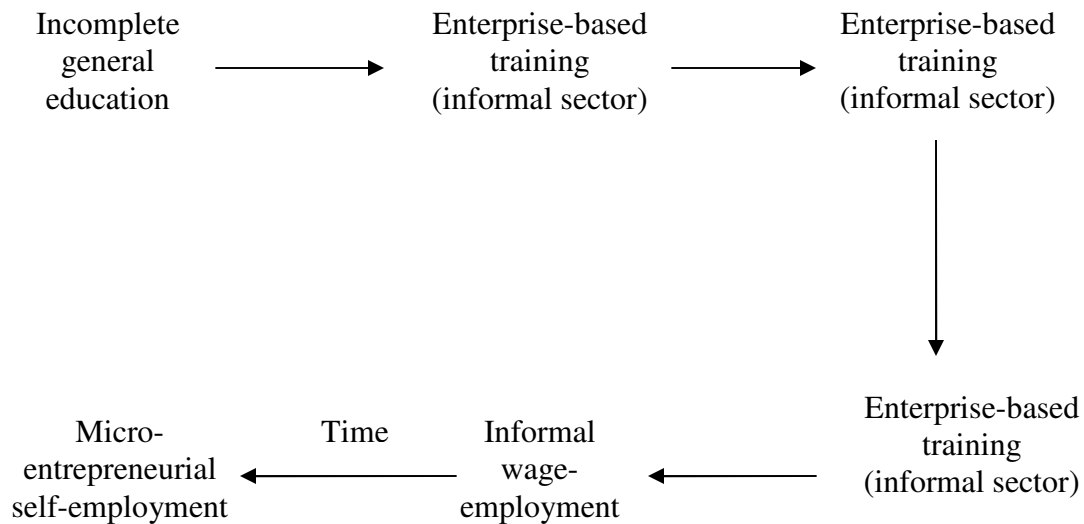 Incomplete
general
education
Enterprise-based
training
(informal sector)
Enterprise-based
training
(informal sector)
Enterprise-based
training
(informal sector)
Informal
wage-
employment
Time
Micro-
entrepreneurial
self-employment